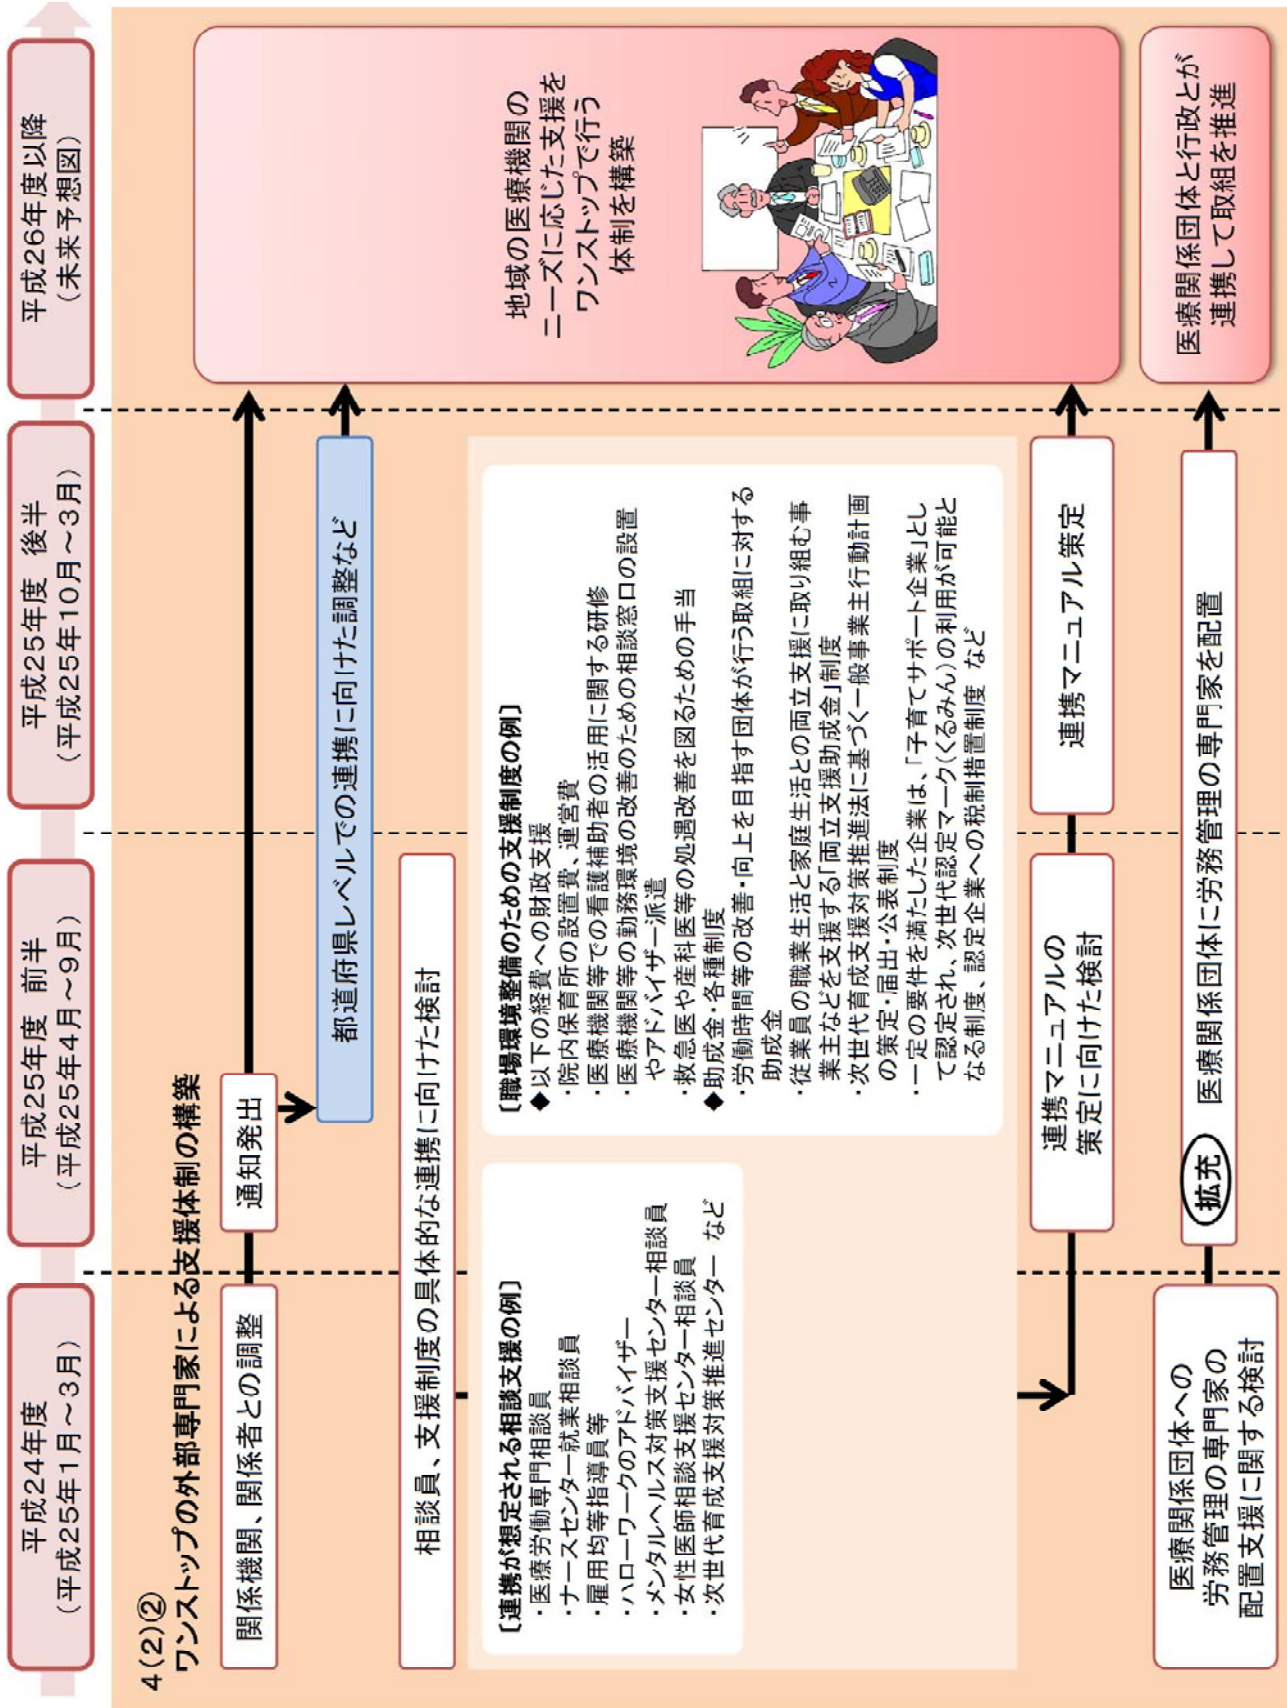 平成24年度
(平成25年1月～3月)
平成25年度 前半
(平成25年4月～9月)
平成25年度 後半
(平成25年10月～3月)
平成26年度以降
(未来予想図)
4(2)②
ワンストップの外部専門家による支援体制の構築
関係機関、関係者との調整
通知発出
都道府県レベルでの連携に向けた調整など
相談員、支援制度の具体的な連携に向けた検討
［連携が想定される相談支援の例］
・医療労働専門相談員
・ナースセンター就業相談員
・雇用均等指導員等
・ハローワークのアドバイザー
・メンタルヘルス対策支援センター相談員
・女性医師相談支援センター相談員
・次世代育成支援対策推進センター など
［職場環境整備のための支援制度の例］
◆以下の経費への財政支援
・院内保育所の設置費、運営費
・医療機関等での看護補助者の活用に関する研修
・医療機関等の勤務環境の改善のための相談窓口の設置
やアドバイザー派遣
・救急医や産科医等の処遇改善を図るための手当
◆助成金・各種制度
・労働時間等の改善・向上を目指す団体が行う取組に対する
助成金
・従業員の職業生活と家庭生活との両立支援に取り組む事
業主などを支援する「両立支援助成金」制度
・次世代育成支援対策推進法に基づく一般事業主行動計画
の策定・届出・公表制度
・一定の要件を満たした企業は、「子育てサポート企業」とし
て認定され、次世代認定マーク(くるみん)の利用が可能と
なる制度、認定企業への税制措置制度 など
連携マニュアルの
策定に向けた検討
連携マニュアル策定
地域の医療機関の
ニーズに応じた支援を
ワンストップで行う
体制を構築
医療関係団体への
労務管理の専門家の
配置支援に関する検討
拡充
医療関係団体に労務管理の専門家を配置
医療関係団体と行政とが
連携して取組を推進